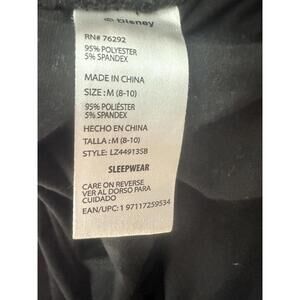 © Disney
RN# 76292
95% POLYESTER
5% SPANDEX
MADE IN CHINA
SIZE : M (8-10)
95% POLIÉSTER
5% SPANDEX
HECHO EN CHINA
TALLA : M (8-10)
STYLE: LZ449135B
SLEEPWEAR
CARE ON REVERSE
VER AL DORSO PARA
CUIDADO
EAN/UPC: 1 97117259534